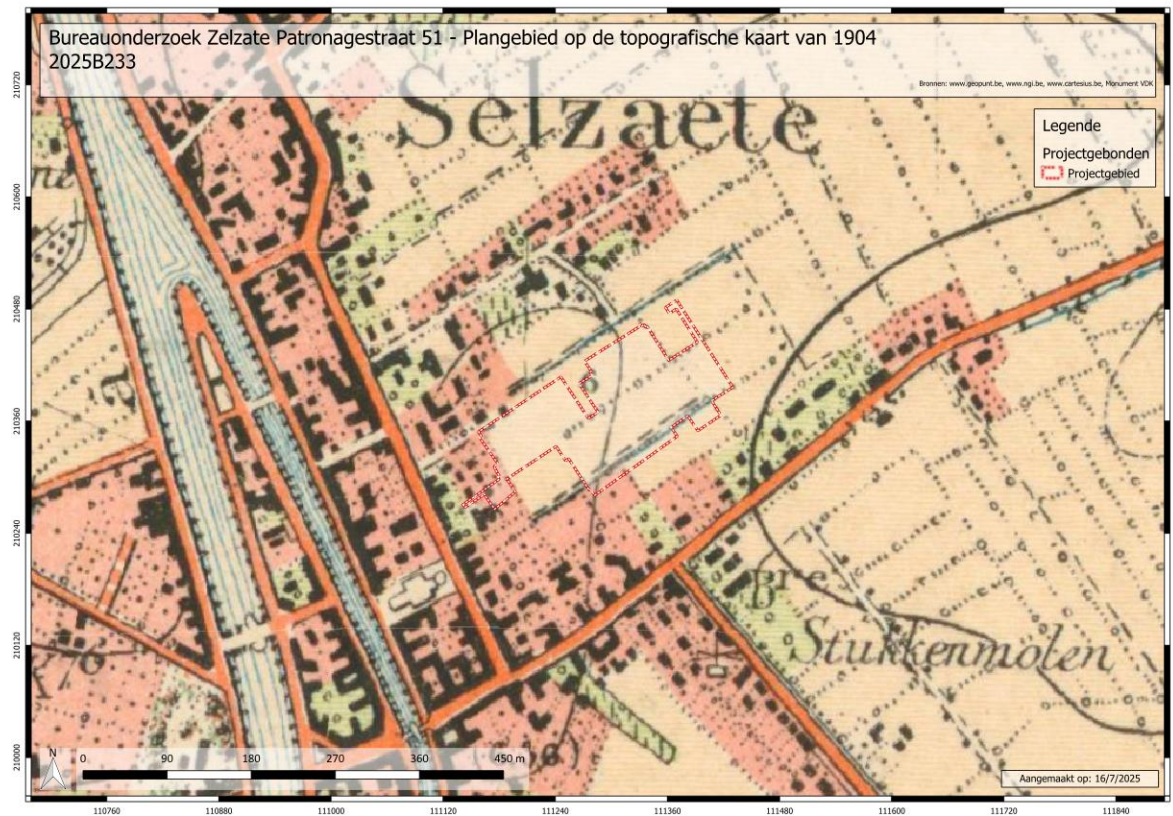 Bureauonderzoek Zelzate Patronagestraat 51 - Plangebied op de topografische kaart van 1904
2025B233
Bronnen: www.geopunt.be, www.ngi.be, www.cartesius.be, Monument VDK
Selzaete
Legende
Projectgebonden
Projectgebied
Bie
Stuikenmolen
N
0 90 180 270 360 450 m
Aangemaakt op: 16/7/2025
210720
210600
210480
210360
210240
210120
210000
110760 110880 111000 111120 111240 111360 111480 111600 111720 111840